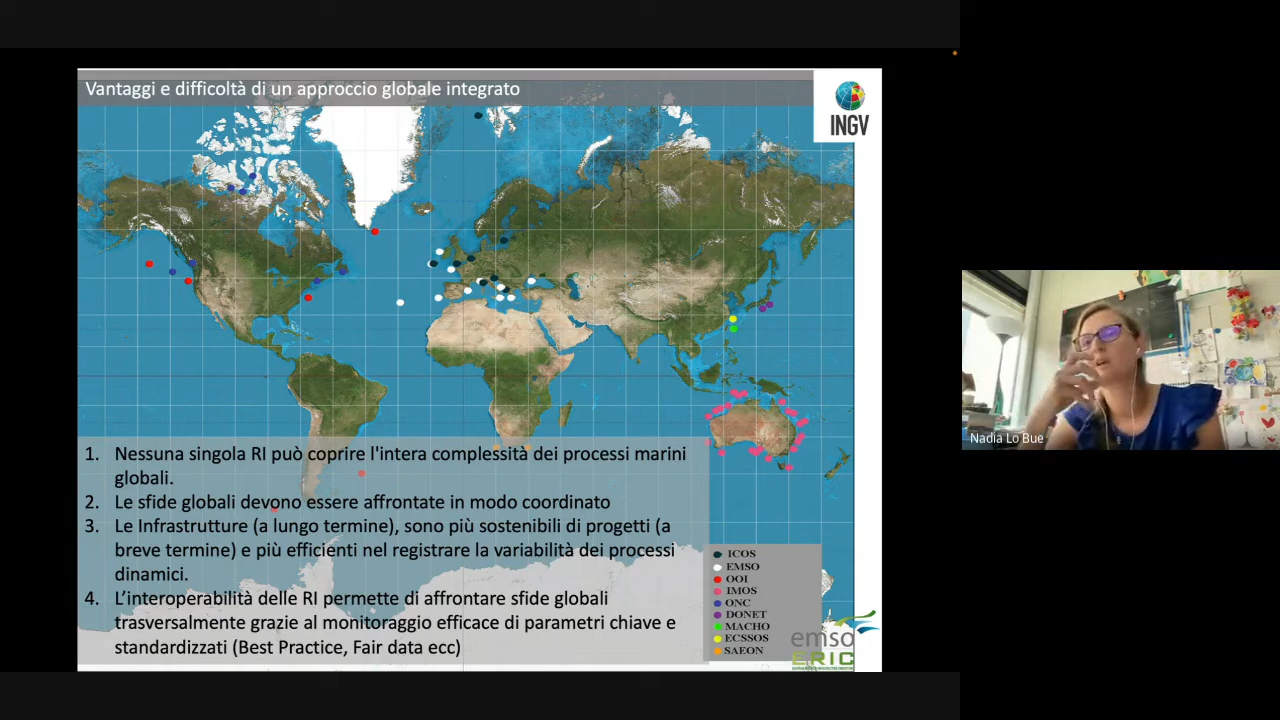 Vantaggi e difficoltà di un approccio globale integrato
INGV
1. Nessuna singola RI può coprire l'intera complessità dei processi marini
globali.
2. Le sfide globali devono essere affrontate in modo coordinato
3. Le Infrastrutture (a lungo termine), sono più sostenibili di progetti (a
breve termine) e più efficienti nel registrare la variabilità dei processi
dinamici.
4. L'interoperabilità delle RI permette di affrontare sfide globali
trasversalmente grazie al monitoraggio efficace di parametri chiave e
standardizzati (Best Practice, Fair data ecc)
ICOS
EMSO
OOI
IMOS
ONC
DONET
MACHO
ECSSOS
SAEON
emso
ERIC
Nadia Lo Bue